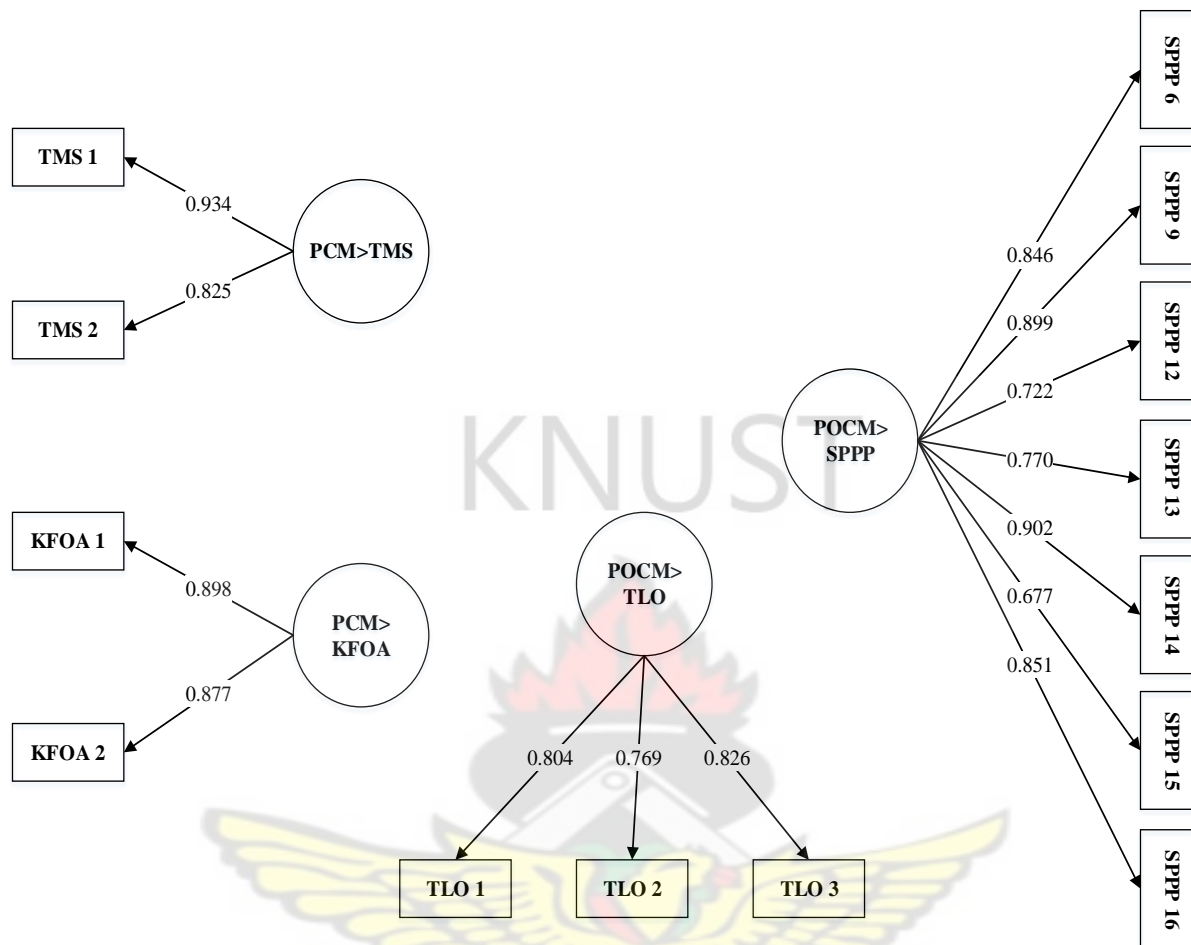 TMS 1
0.934
PCM>TMS
0.825
TMS 2
KFOA 1
0.898
PCM>
KFOA
0.877
KFOA 2
KNUST
POCM>
TLO
0.804
0.769
0.826
TLO 1
TLO 2
TLO 3
POCM>
SPPP
0.846
0.899
0.722
0.770
0.902
0.677
0.851
SPPP 6
SPPP 9
SPPP 12
SPPP 13
SPPP 14
SPPP 15
SPPP 16